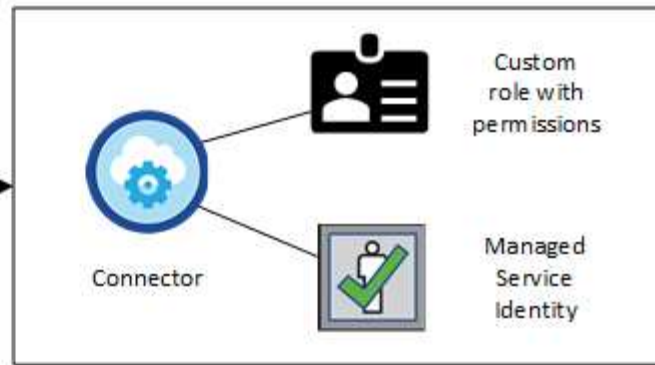 Custom
role with
permissions
Connector
Managed
Service
Identity